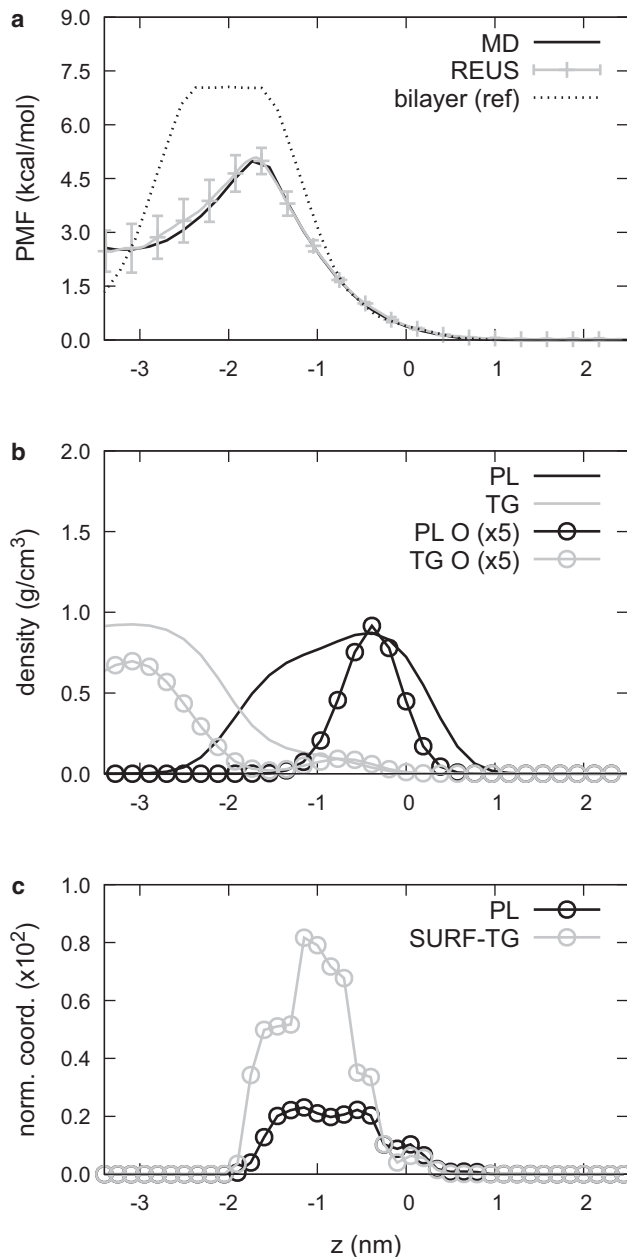 a
9.0
7.5
6.0
4.5
3.0
1.5
0.0
PMF (kcal/mol)
MD
REUS
bilayer (ref)
-3 -2 -1 0 1 2
b
2.0
1.5
1.0
0.5
0.0
density (g/cm³)
PL
TG
PL O (x5)
TG O (x5)
-3 -2 -1 0 1 2
c
1.0
0.8
0.6
0.4
0.2
0.0
norm. coord. (x10²)
PL
SURF-TG
-3 -2 -1 0 1 2
z (nm)